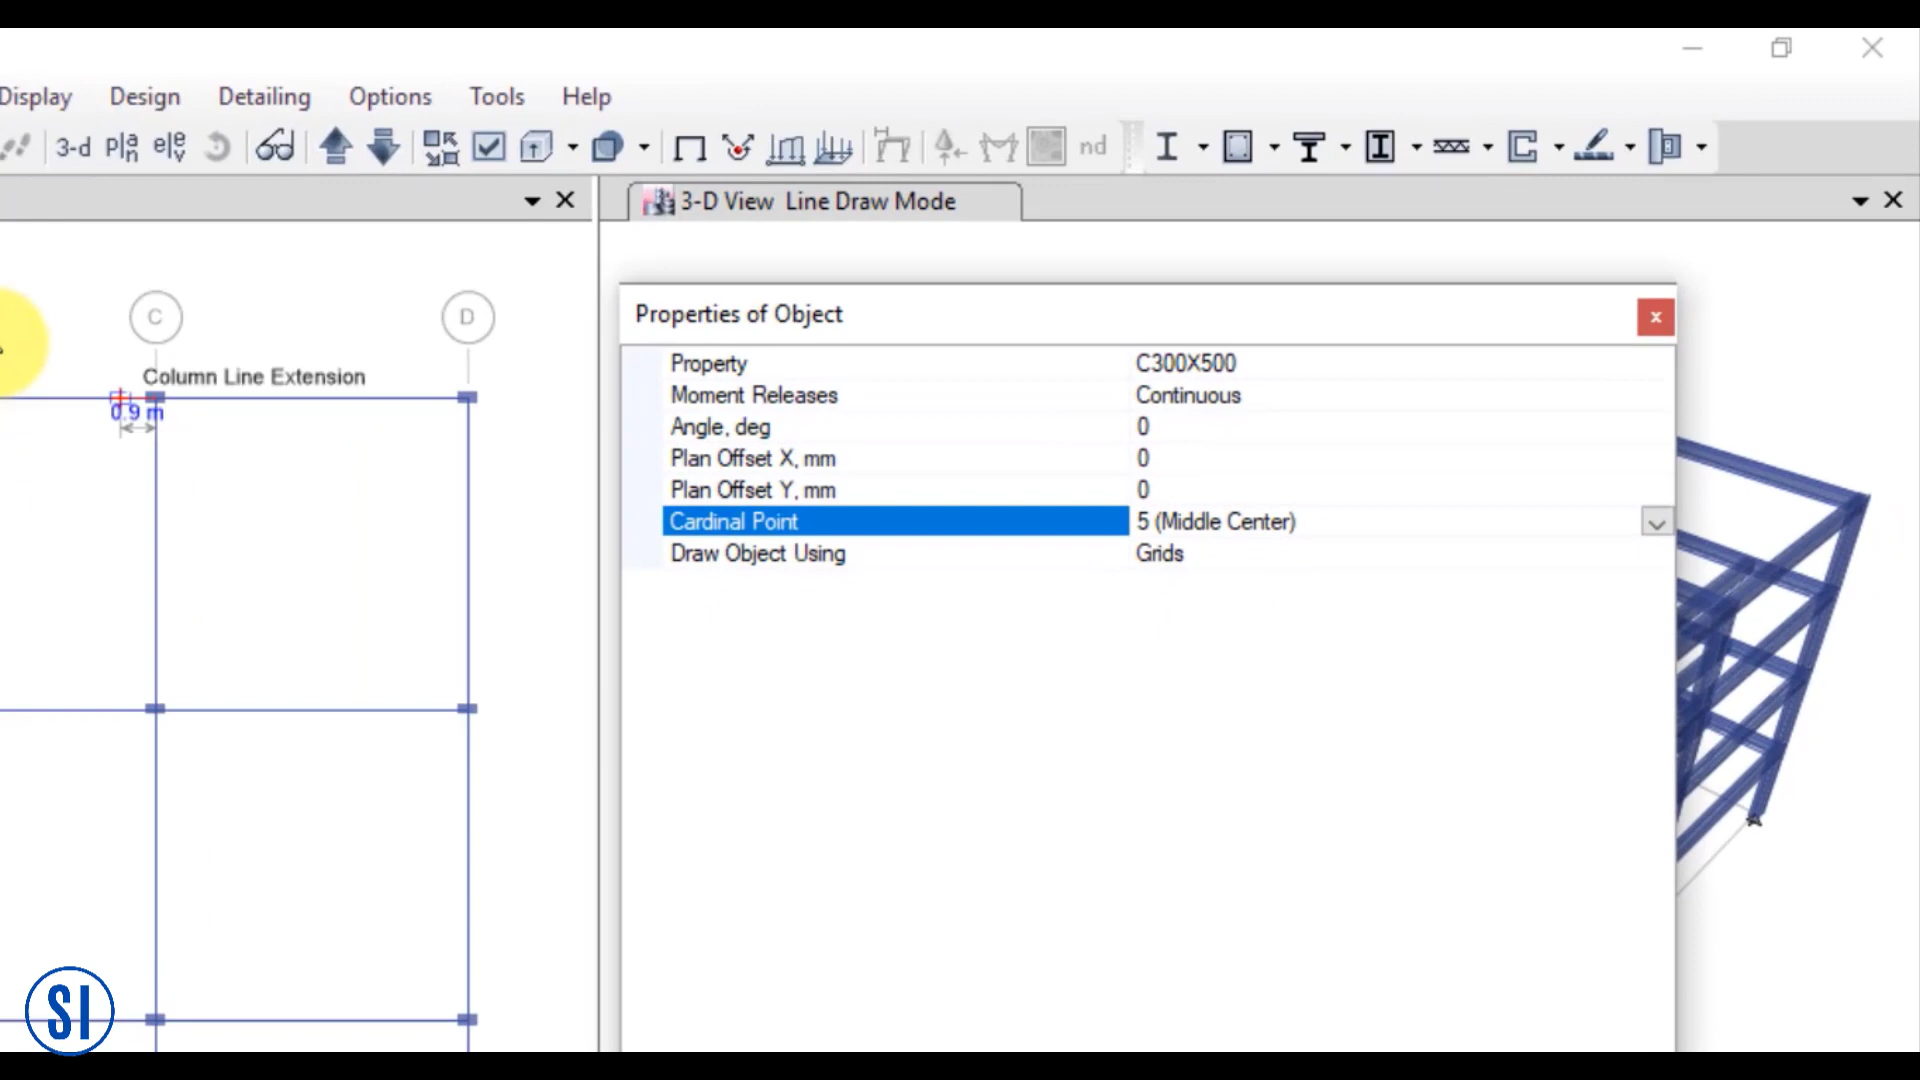 Display Design Detailing Options Tools Help
3-d pl
an
el
ev
nd
3-D View Line Draw Mode
C
D
Column Line Extension
0.9 m
Properties of Object
x
Property C300X500
Moment Releases Continuous
Angle, deg 0
Plan Offset X, mm 0
Plan Offset Y, mm 0
Cardinal Point 5 (Middle Center)
Draw Object Using Grids
SI